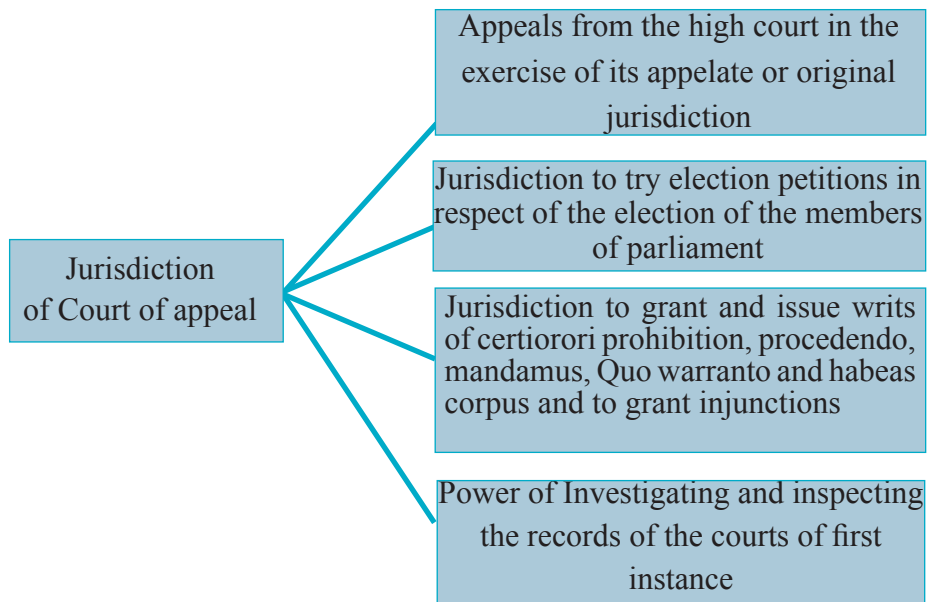 Jurisdiction
of Court of appeal
Appeals from the high court in the
exercise of its appelate or original
jurisdiction
Jurisdiction to try election petitions in
respect of the election of the members
of parliament
Jurisdiction to grant and issue writs
of certiorori prohibition, procedendo,
mandamus, Quo warranto and habeas
corpus and to grant injunctions
Power of Investigating and inspecting
the records of the courts of first
instance